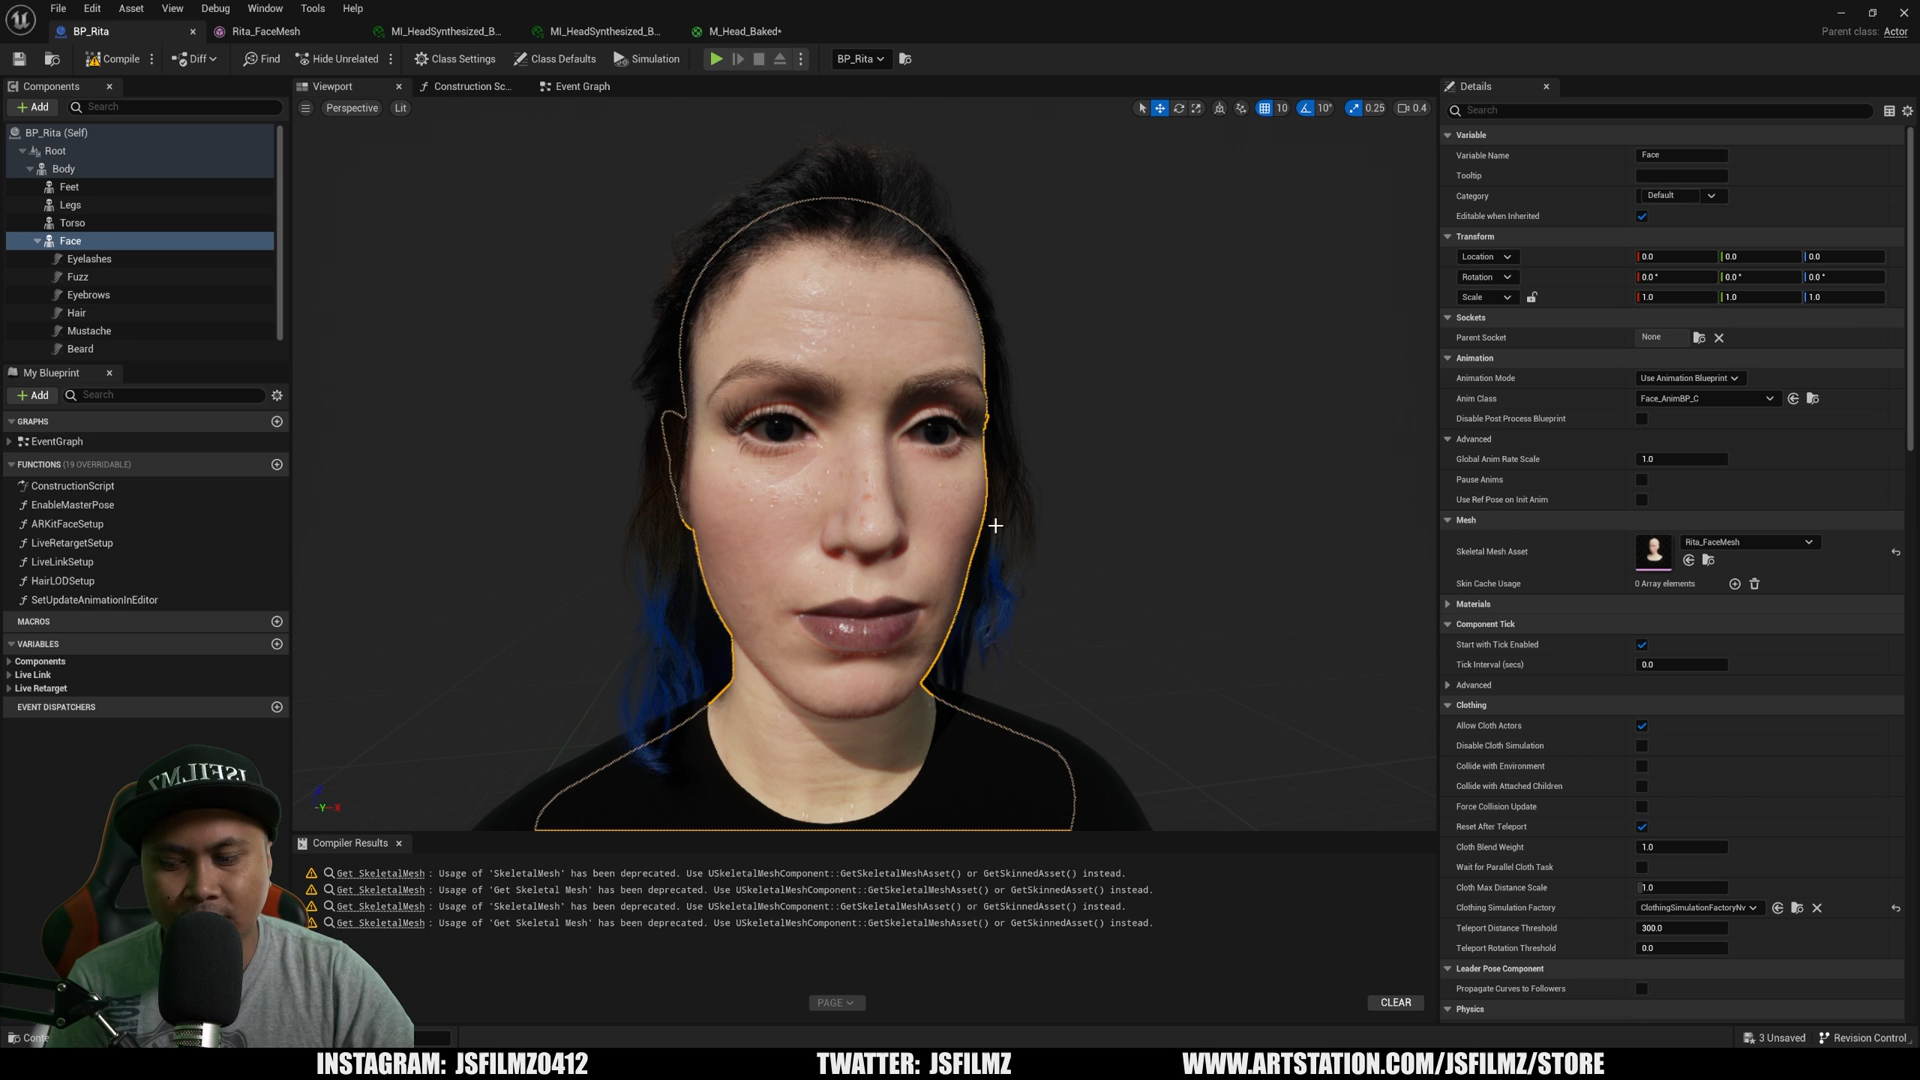 File Edit Asset View Debug Window Tools Help
BP_Rita Rita_FaceMesh MI_HeadSynthesized_B... MI_HeadSynthesized_B... M_Head_Baked*
Parent class: Actor
Compile Diff Find Hide Unrelated Class Settings Class Defaults Simulation BP_Rita
Components
Add Search
BP_Rita (Self)
Root
Body
Feet
Legs
Torso
Face
Eyelashes
Fuzz
Eyebrows
Hair
Mustache
Beard
My Blueprint
Add Search
GRAPHS
EventGraph
FUNCTIONS (19 OVERRIDABLE)
ConstructionScript
EnableMasterPose
ARKitFaceSetup
LiveRetargetSetup
LiveLinkSetup
HairLODSetup
SetUpdateAnimationInEditor
MACROS
VARIABLES
Components
Live Link
Live Retarget
EVENT DISPATCHERS
Viewport Construction Sc... Event Graph
Perspective Lit 10 10° 0.25 0.4
-Y- X
JSFILMZ
Compiler Results
Get SkeletalMesh : Usage of 'SkeletalMesh' has been deprecated. Use USkeletalMeshComponent::GetSkeletalMeshAsset() or GetSkinnedAsset() instead.
Get SkeletalMesh : Usage of 'Get Skeletal Mesh' has been deprecated. Use USkeletalMeshComponent::GetSkeletalMeshAsset() or GetSkinnedAsset() instead.
Get SkeletalMesh : Usage of 'SkeletalMesh' has been deprecated. Use USkeletalMeshComponent::GetSkeletalMeshAsset() or GetSkinnedAsset() instead.
Get SkeletalMesh : Usage of 'Get Skeletal Mesh' has been deprecated. Use USkeletalMeshComponent::GetSkeletalMeshAsset() or GetSkinnedAsset() instead.
PAGE CLEAR
Details
Search
Variable
Variable Name Face
Tooltip
Category Default
Editable when Inherited
Transform
Location 0.0 0.0 0.0
Rotation 0.0° 0.0° 0.0°
Scale 1.0 1.0 1.0
Sockets
Parent Socket None
Animation
Animation Mode Use Animation Blueprint
Anim Class Face_AnimBP_C
Disable Post Process Blueprint
Advanced
Global Anim Rate Scale 1.0
Pause Anims
Use Ref Pose on Init Anim
Mesh
Skeletal Mesh Asset Rita_FaceMesh
Skin Cache Usage 0 Array elements
Materials
Component Tick
Start with Tick Enabled
Tick Interval (secs) 0.0
Advanced
Clothing
Allow Cloth Actors
Disable Cloth Simulation
Collide with Environment
Collide with Attached Children
Force Collision Update
Reset After Teleport
Cloth Blend Weight 1.0
Wait for Parallel Cloth Task
Cloth Max Distance Scale 1.0
Clothing Simulation Factory ClothingSimulationFactoryNv
Teleport Distance Threshold 300.0
Teleport Rotation Threshold 0.0
Leader Pose Component
Propagate Curves to Followers
Physics
Conte 3 Unsaved Revision Control
INSTAGRAM: JSFILMZ0412 TWATTER: JSFILMZ WWW.ARTSTATION.COM/JSFILMZ/STORE